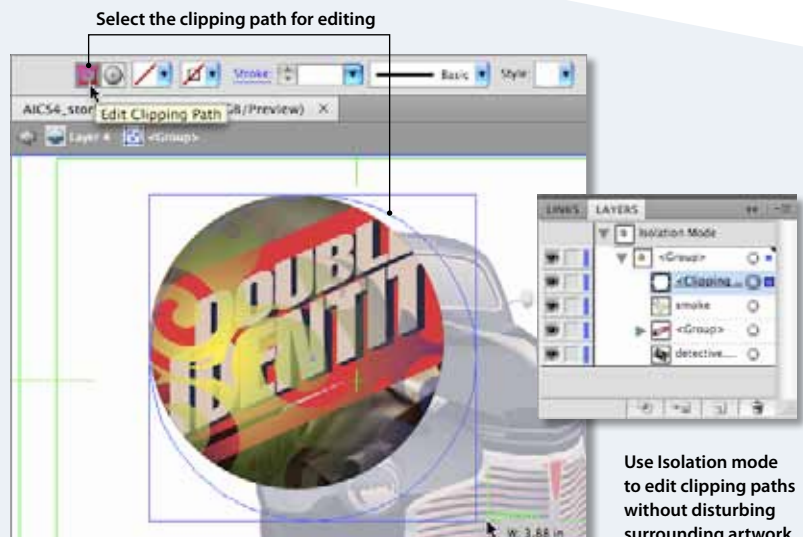 Select the clipping path for editing
Stroke: Basic Style:
AICS4_stor GB/Preview) ×
Edit Clipping Path
Layer 4 <Group>
LINKS LAYERS
Isolation Mode
<Group>
<Clipping ...
smoke
<Group>
detective....
DOUBL
IDENTIT
W: 3.88 in
Use Isolation mode
to edit clipping paths
without disturbing
surrounding artwork